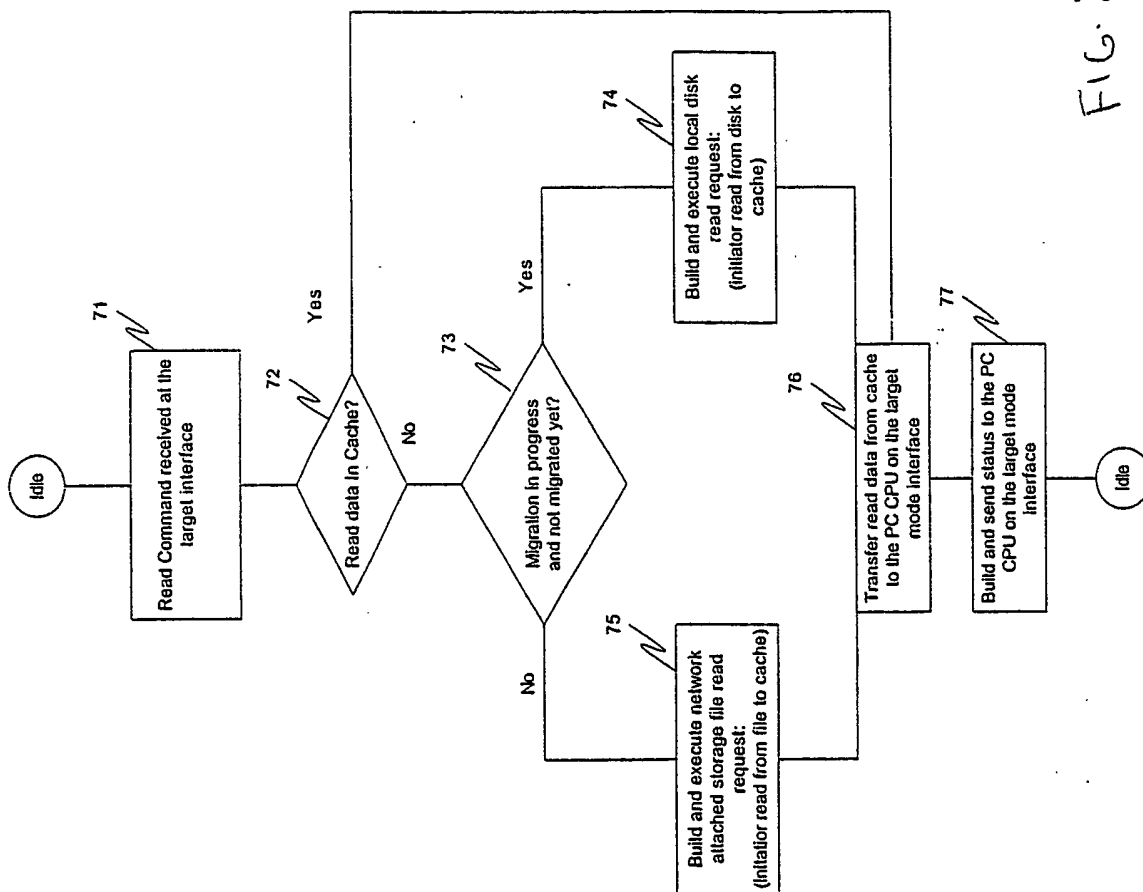 Idle
71
Read Command received at the
target interface
72
Read data in Cache?
Yes
No
73
Migration in progress
and not migrated yet?
Yes
No
74
Build and execute local disk
read request:
(initiator read from disk to
cache)
75
Build and execute network
attached storage file read
request:
(initiatior read from file to cache)
76
Transfer read data from cache
to the PC CPU on the target
mode interface
77
Build and send status to the PC
CPU on the target mode
interface
Idle
FIG.